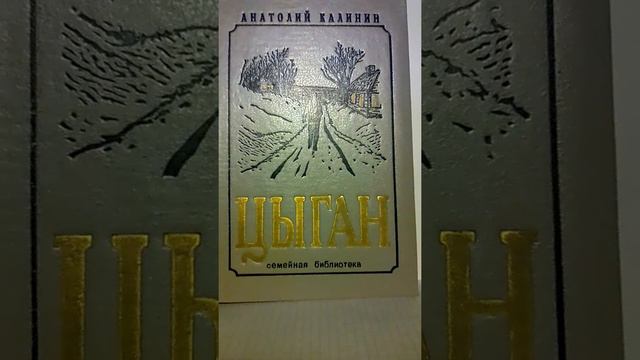 АНАТОЛИЙ КАЛИНИН
ЦЫГАН
семейная библиотека